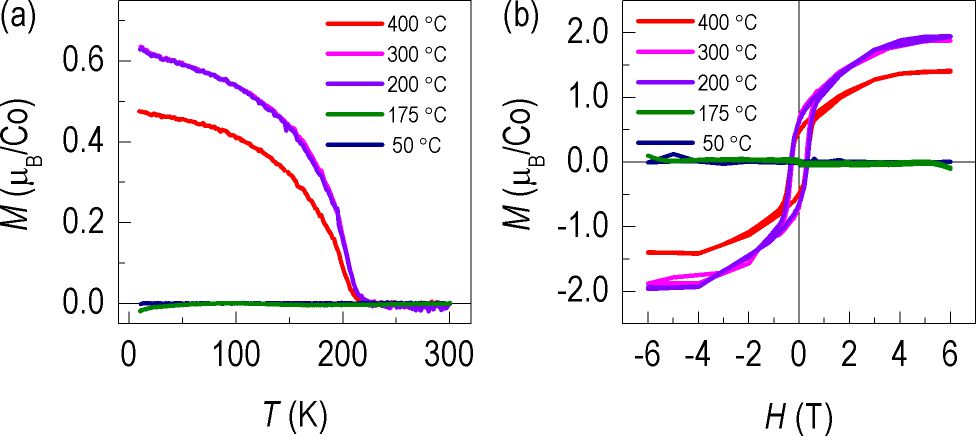 (a)
400 °C
300 °C
200 °C
175 °C
50 °C
0.6
0.4
0.2
0.0
M (μB/Co)
0 100 200 300
T (K)
(b)
400 °C
300 °C
200 °C
175 °C
50 °C
2.0
1.0
0.0
-1.0
-2.0
M (μB/Co)
-6 -4 -2 0 2 4 6
H (T)